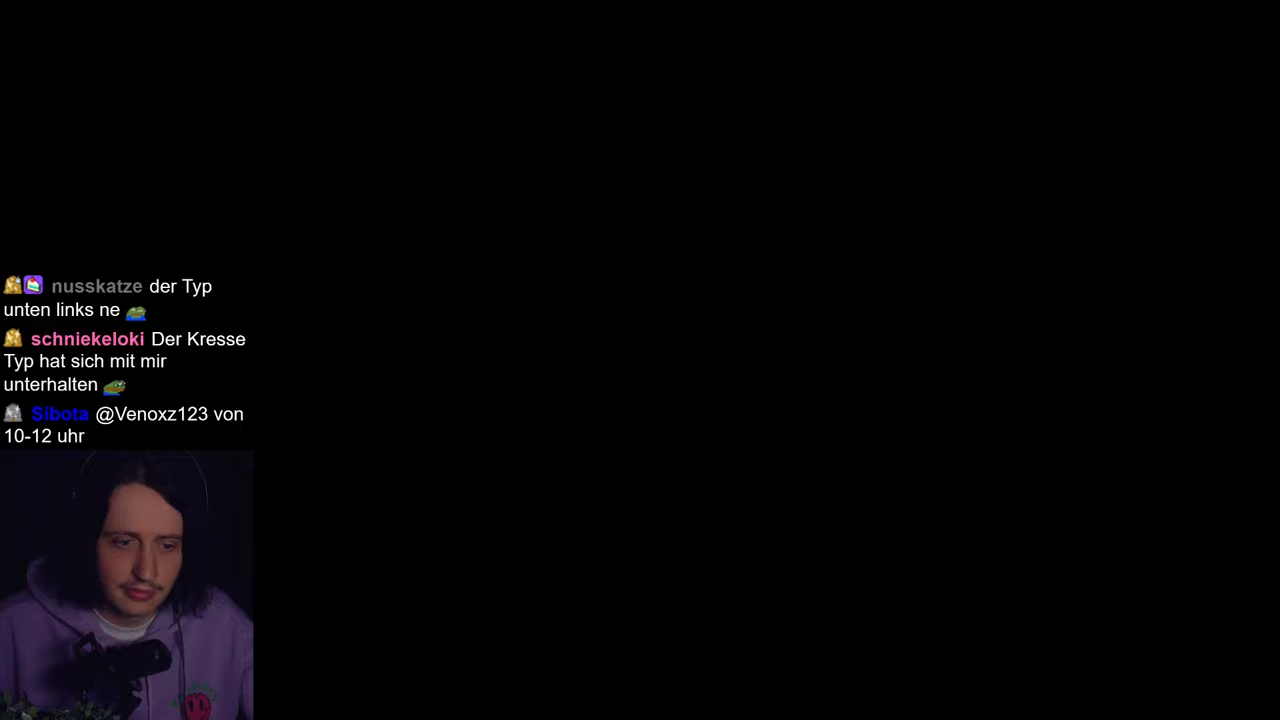 nusskatze der Typ
unten links ne
schniekeloki Der Kresse
Typ hat sich mit mir
unterhalten
Sibota @Venoxz123 von
10-12 uhr